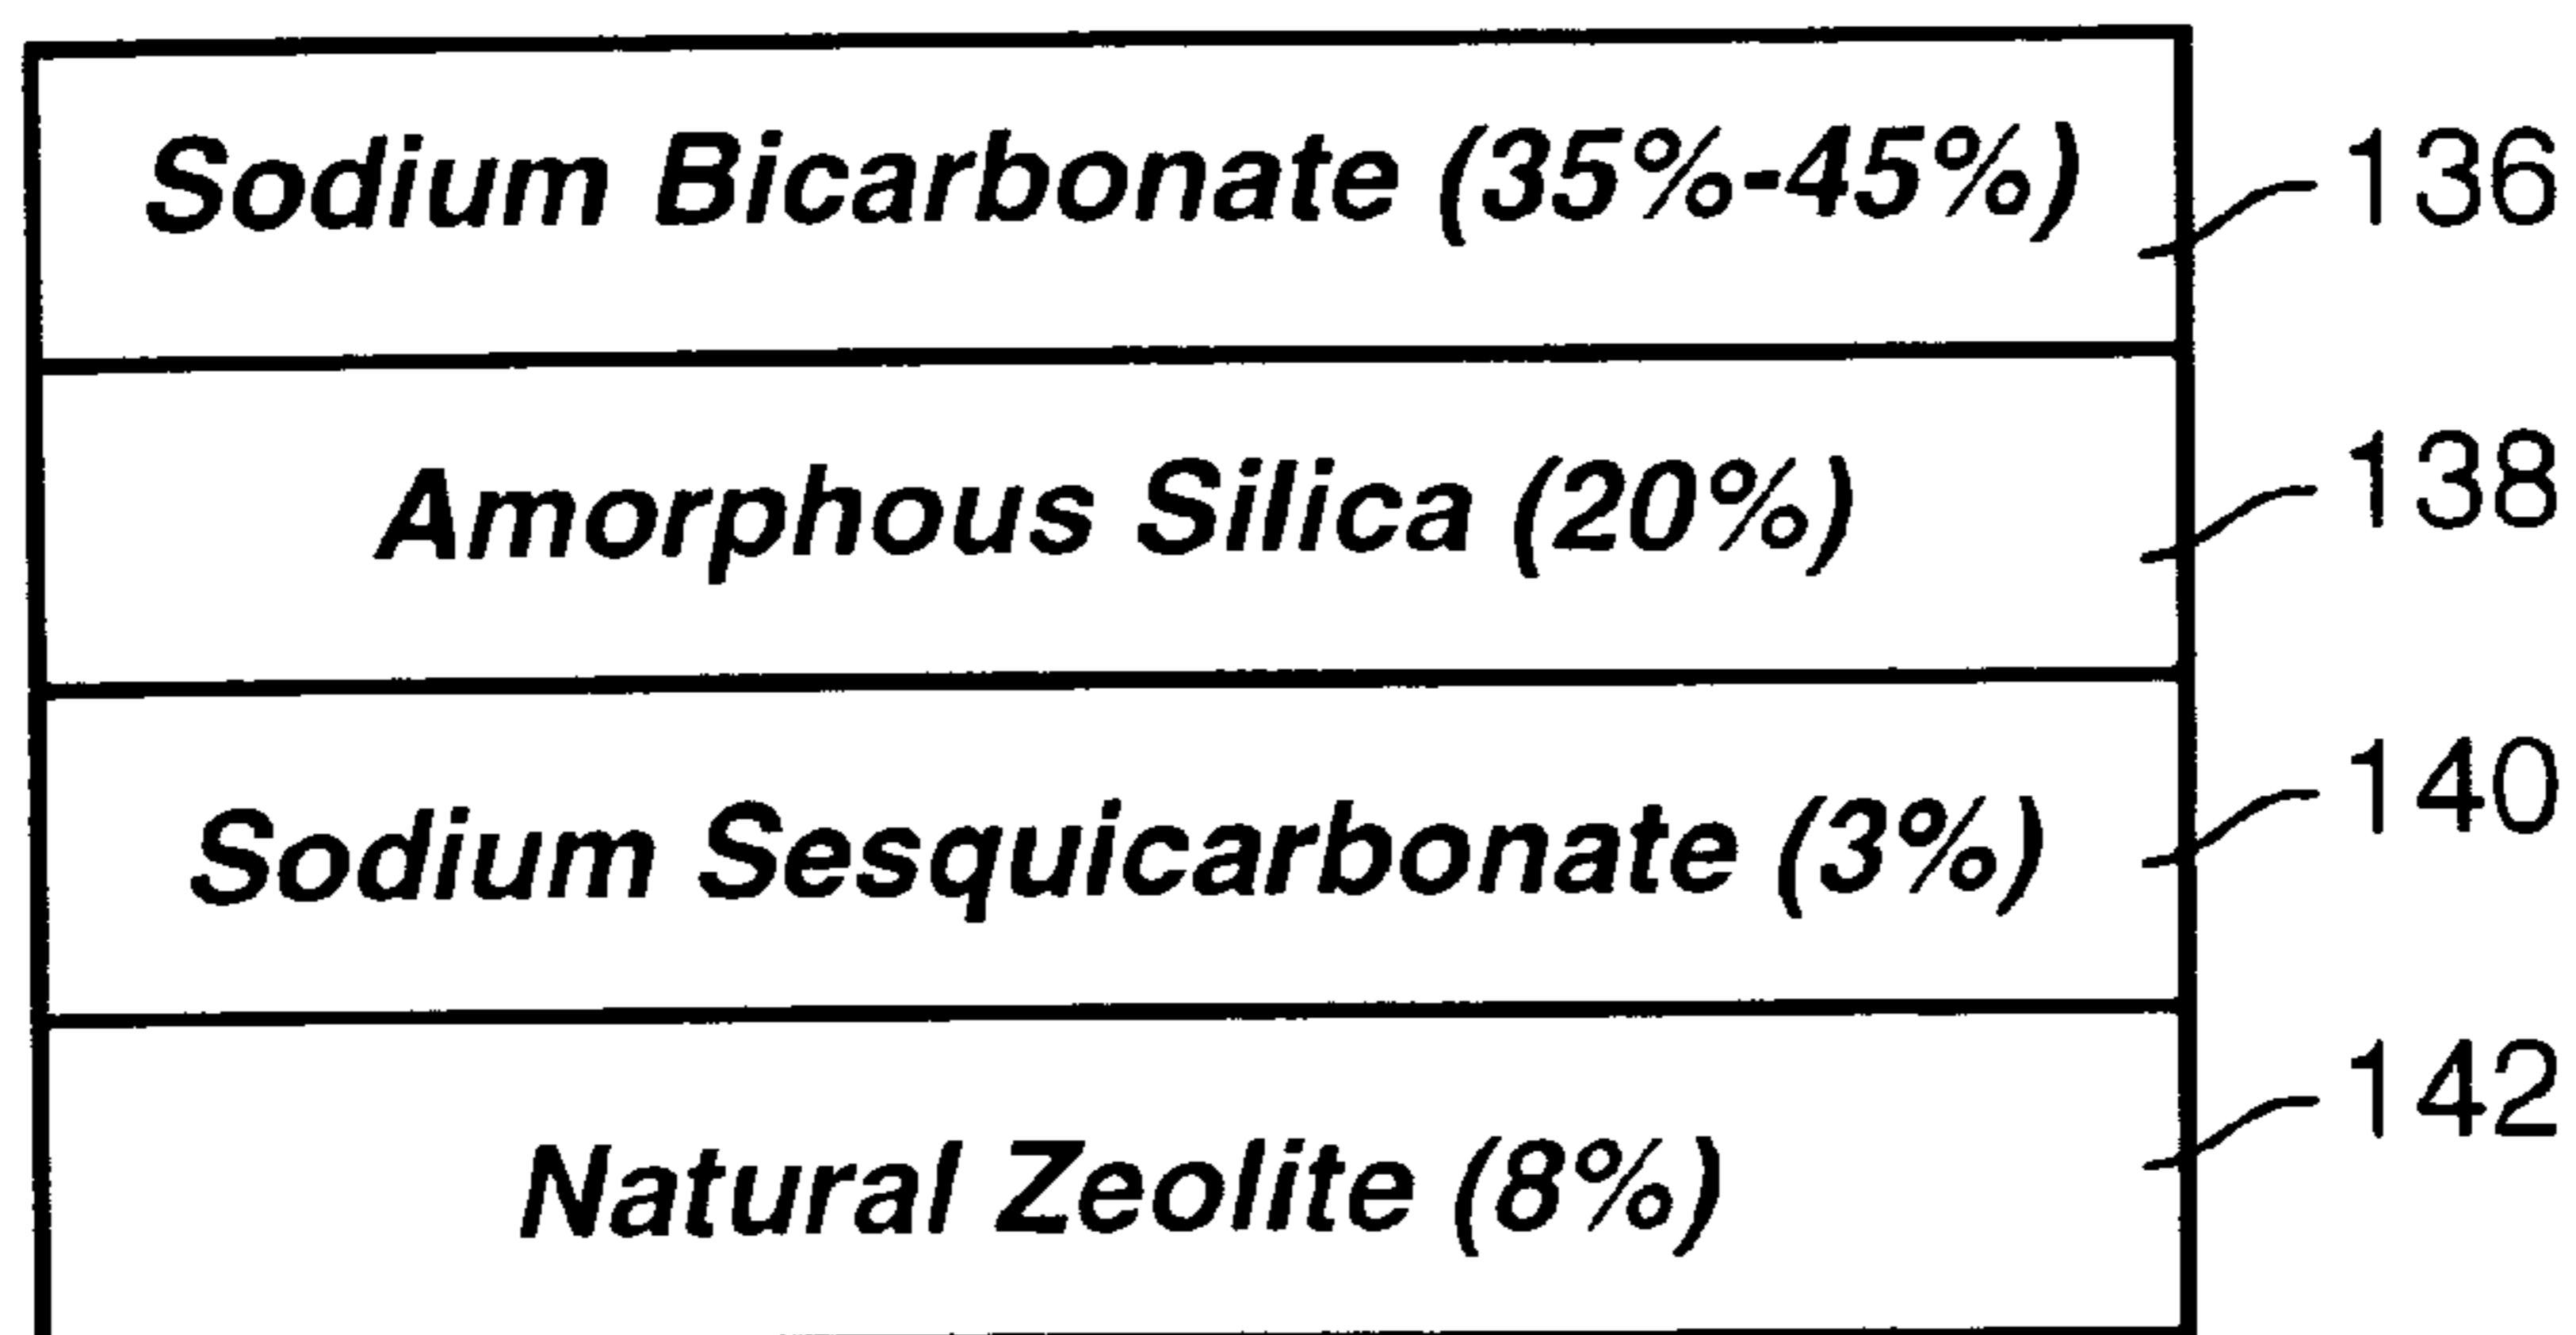 Sodium Bicarbonate (35%-45%) 136
Amorphous Silica (20%) 138
Sodium Sesquicarbonate (3%) 140
Natural Zeolite (8%) 142